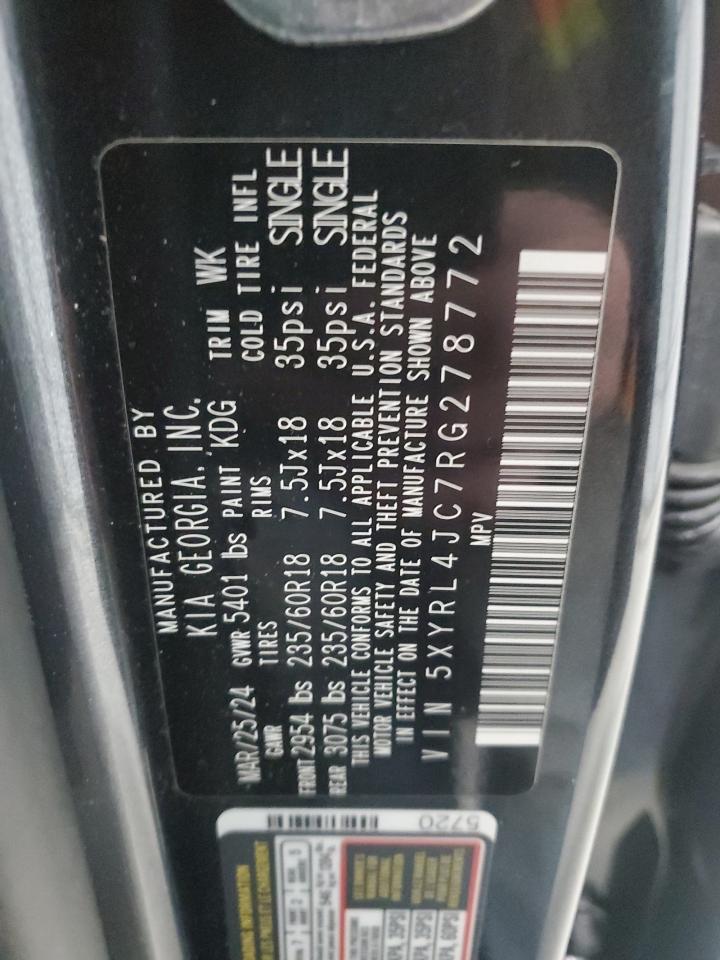 MANUFACTURED BY
KIA GEORGIA, INC.
MAR/25/24 GVWR 5401 lbs PAINT KDG TRIM WK
GAWR TIRES RIMS COLD TIRE INFL
FRONT 2954 lbs 235/60R18 7.5Jx18 35psi SINGLE
REAR 3075 lbs 235/60R18 7.5Jx18 35psi SINGLE
THIS VEHICLE CONFORMS TO ALL APPLICABLE U.S.A. FEDERAL
MOTOR VEHICLE SAFETY AND THEFT PREVENTION STANDARDS
IN EFFECT ON THE DATE OF MANUFACTURE SHOWN ABOVE
VIN 5XYRL4JC7RG278772
MPV
5720
INFORMATION